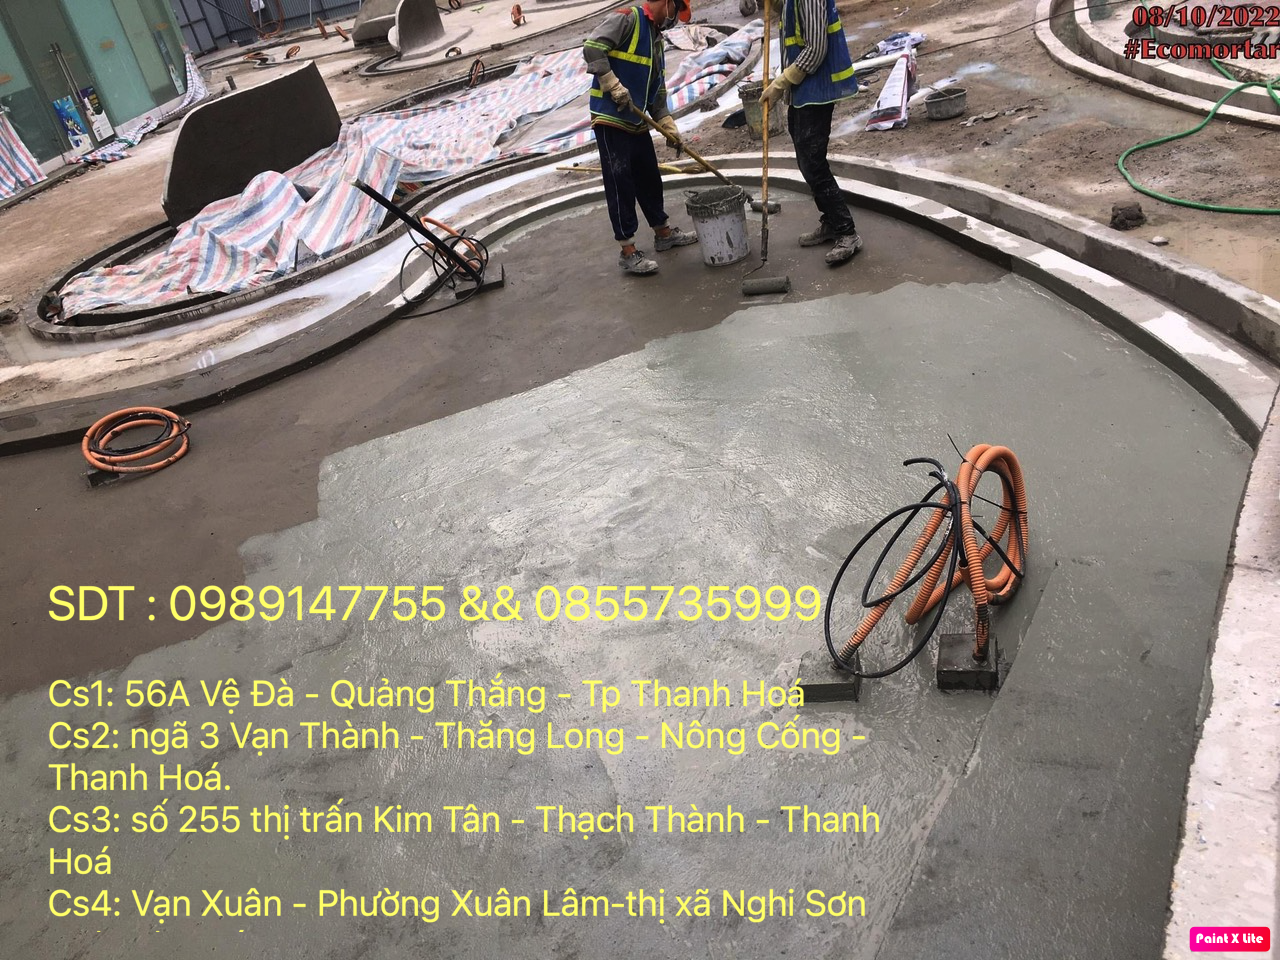 08/10/2022
#Ecomortar
SDT : 0989147755 && 0855735999
Cs1: 56A Vệ Đà - Quảng Thắng - Tp Thanh Hoá
Cs2: ngã 3 Vạn Thành - Thăng Long - Nông Cống -
Thanh Hoá.
Cs3: số 255 thị trấn Kim Tân - Thạch Thành - Thanh
Hoá
Cs4: Vạn Xuân - Phường Xuân Lâm-thị xã Nghi Sơn
Paint X Lite